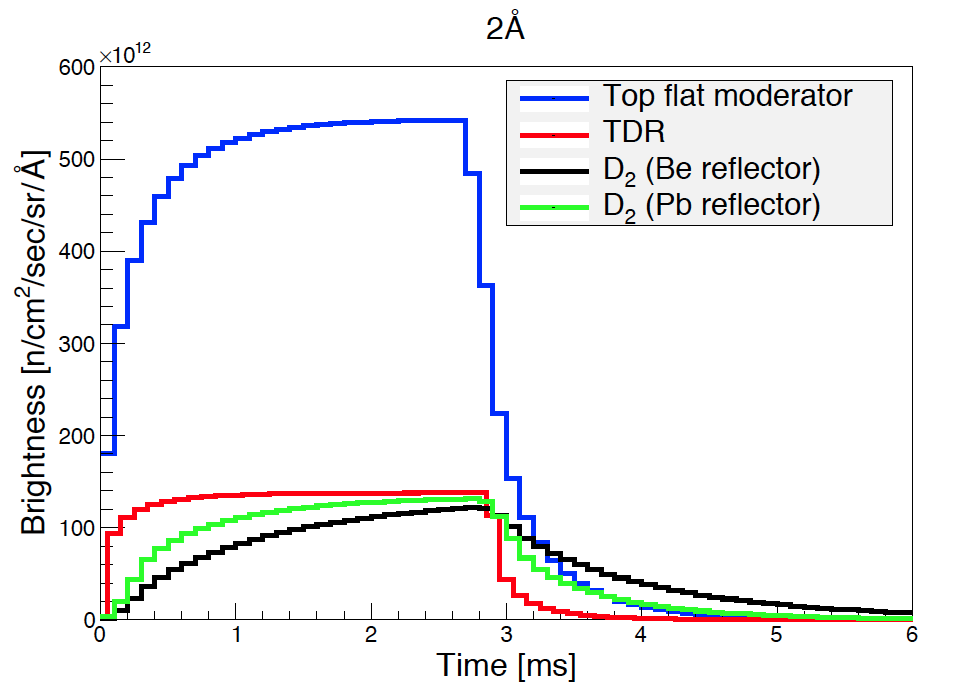 2Å
×10¹²
600
500
400
300
200
100
0
Brightness [n/cm²/sec/sr/Å]
Top flat moderator
TDR
D₂ (Be reflector)
D₂ (Pb reflector)
0 1 2 3 4 5 6
Time [ms]